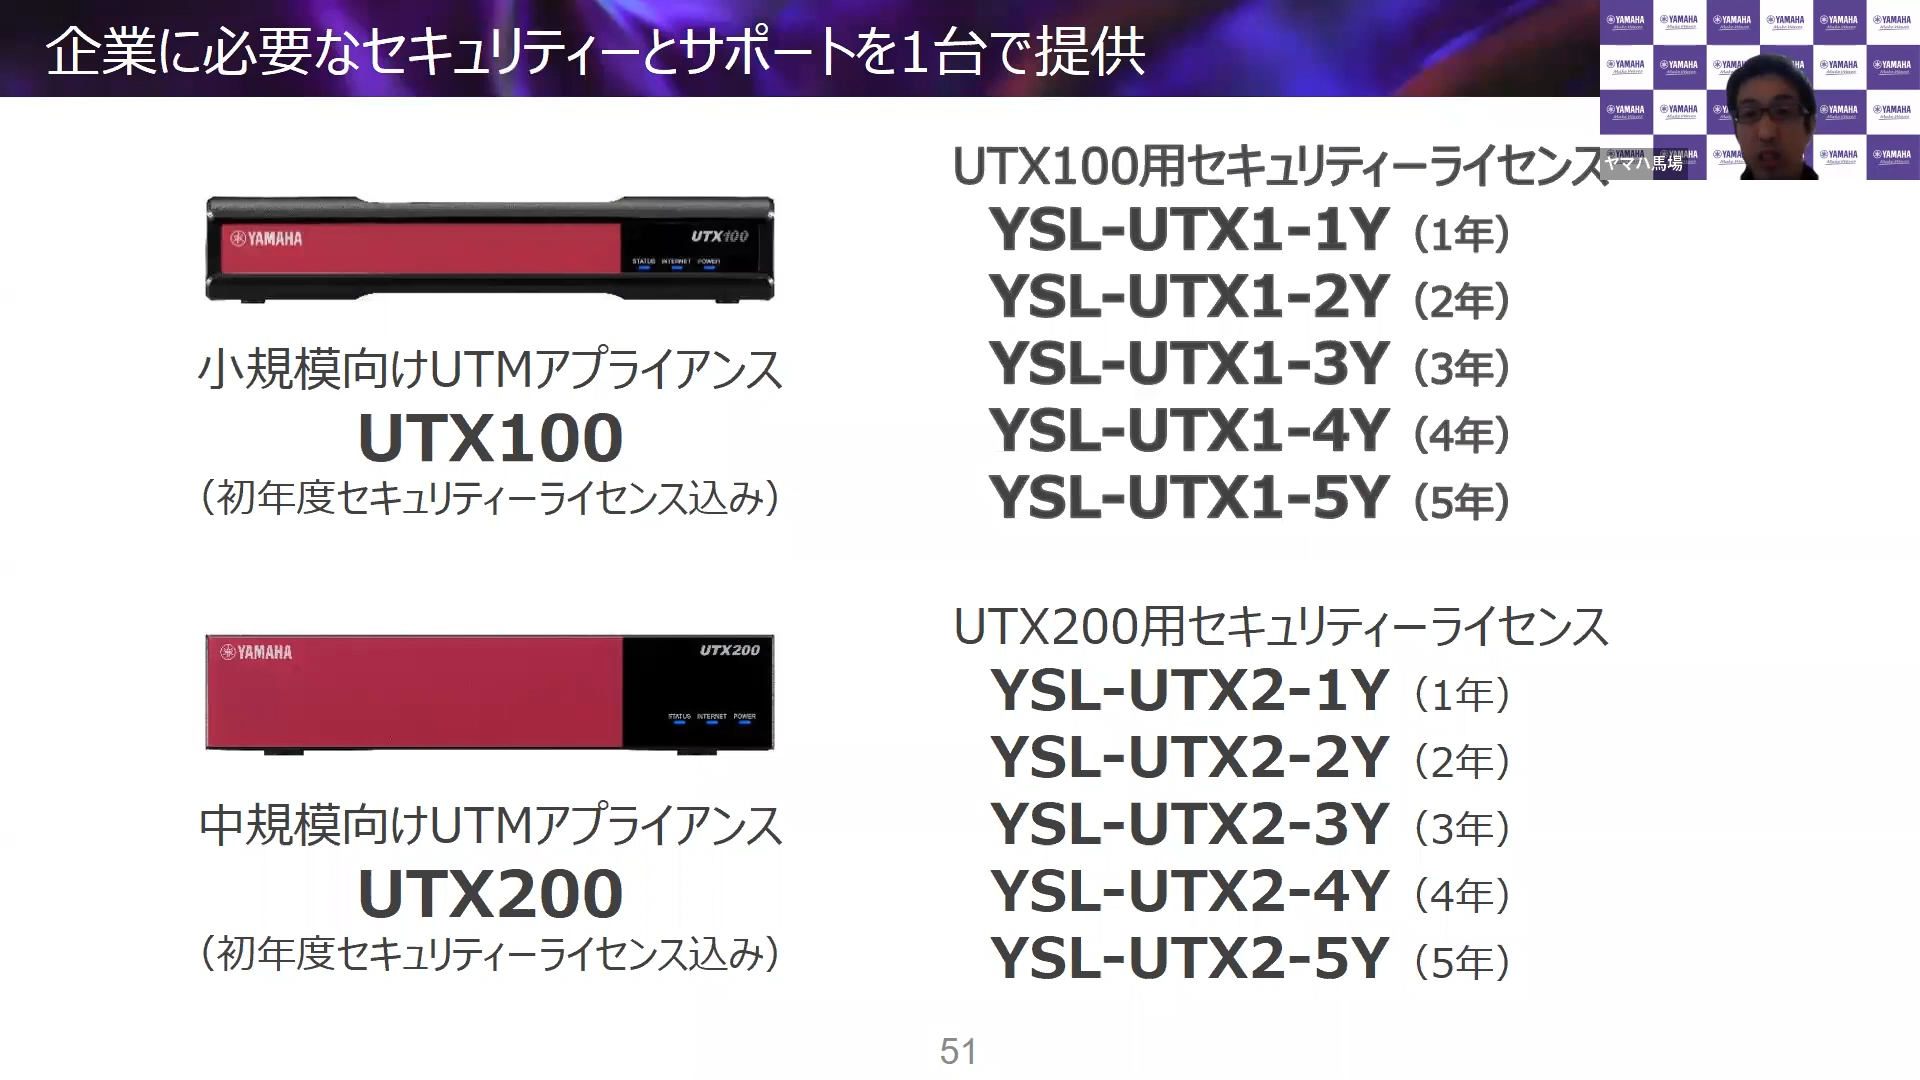 企業に必要なセキュリティーとサポートを1台で提供
YAMAHA
UTX100
STATUS INTERNET POWER
小規模向けUTMアプライアンス
UTX100
（初年度セキュリティーライセンス込み）
UTX100用セキュリティーライセンス
YSL-UTX1-1Y（1年）
YSL-UTX1-2Y（2年）
YSL-UTX1-3Y（3年）
YSL-UTX1-4Y（4年）
YSL-UTX1-5Y（5年）
YAMAHA
UTX200
STATUS INTERNET POWER
中規模向けUTMアプライアンス
UTX200
（初年度セキュリティーライセンス込み）
UTX200用セキュリティーライセンス
YSL-UTX2-1Y（1年）
YSL-UTX2-2Y（2年）
YSL-UTX2-3Y（3年）
YSL-UTX2-4Y（4年）
YSL-UTX2-5Y（5年）
51
YAMAHA
Make Waves
ヤマハ馬場